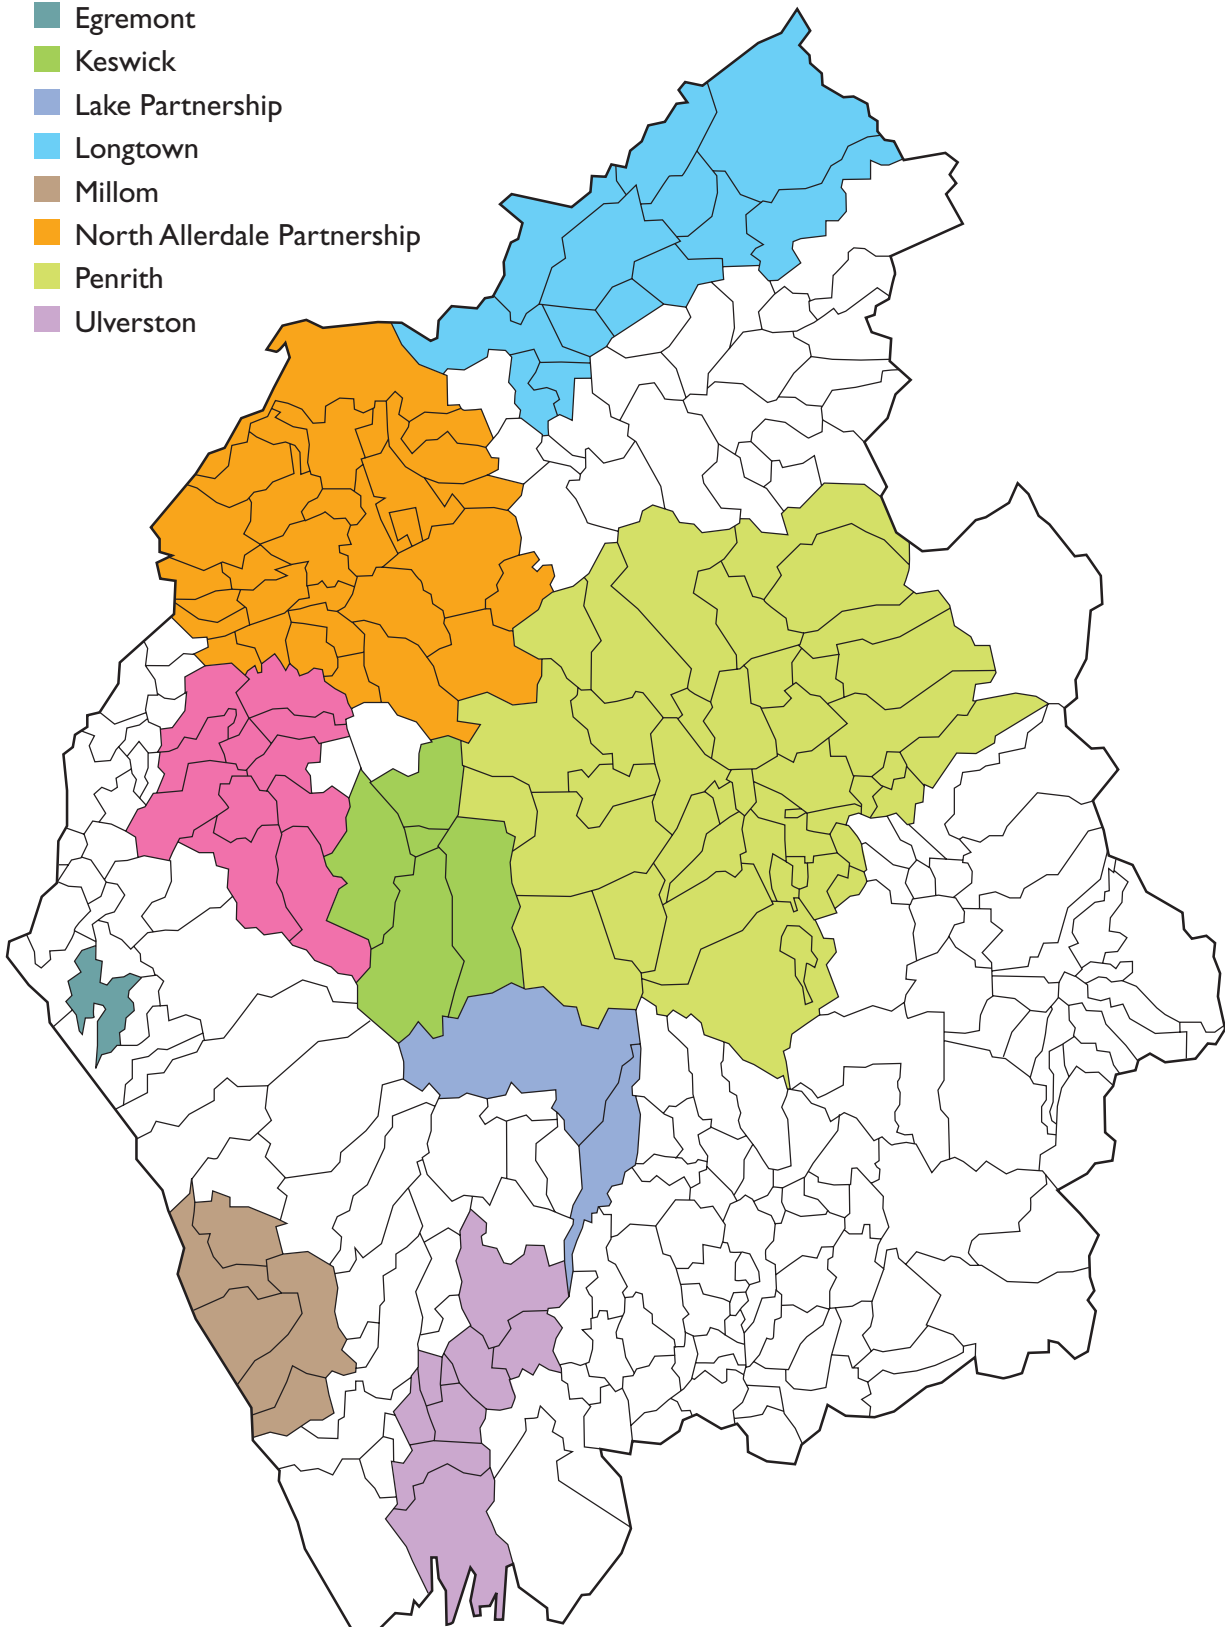 Egremont
Keswick
Lake Partnership
Longtown
Millom
North Allerdale Partnership
Penrith
Ulverston